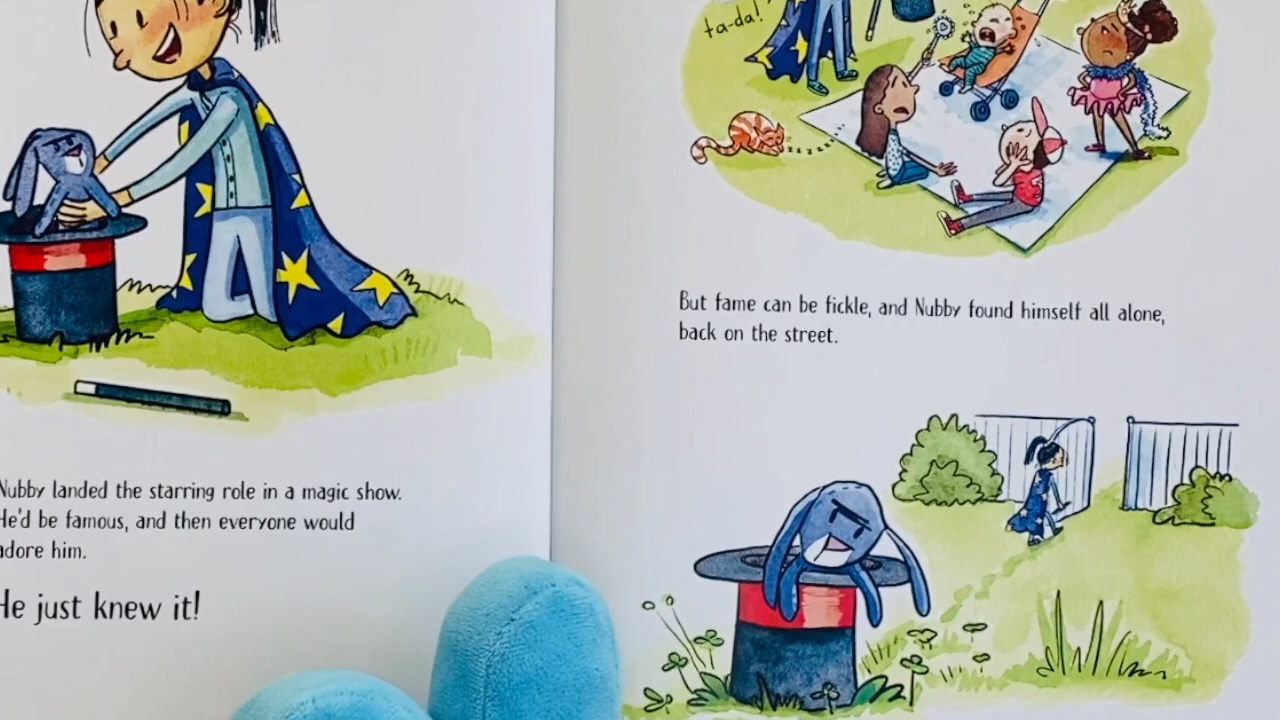 Nubby landed the starring role in a magic show.
He'd be famous, and then everyone would
adore him.
He just knew it!
ta-da!
zzzzzz
But fame can be fickle, and Nubby found himself all alone,
back on the street.